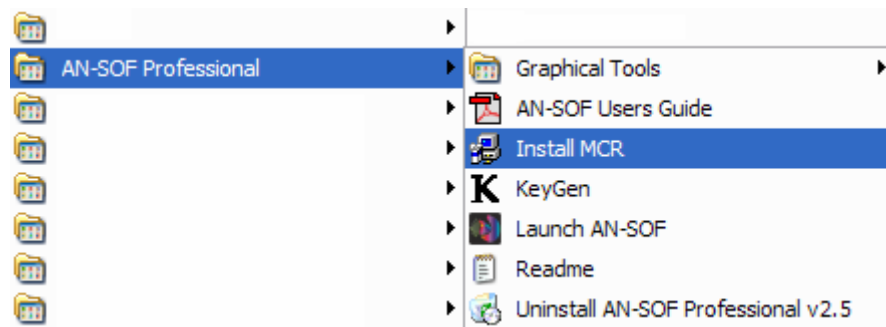 AN-SOF Professional
Graphical Tools
AN-SOF Users Guide
Install MCR
KeyGen
Launch AN-SOF
Readme
Uninstall AN-SOF Professional v2.5